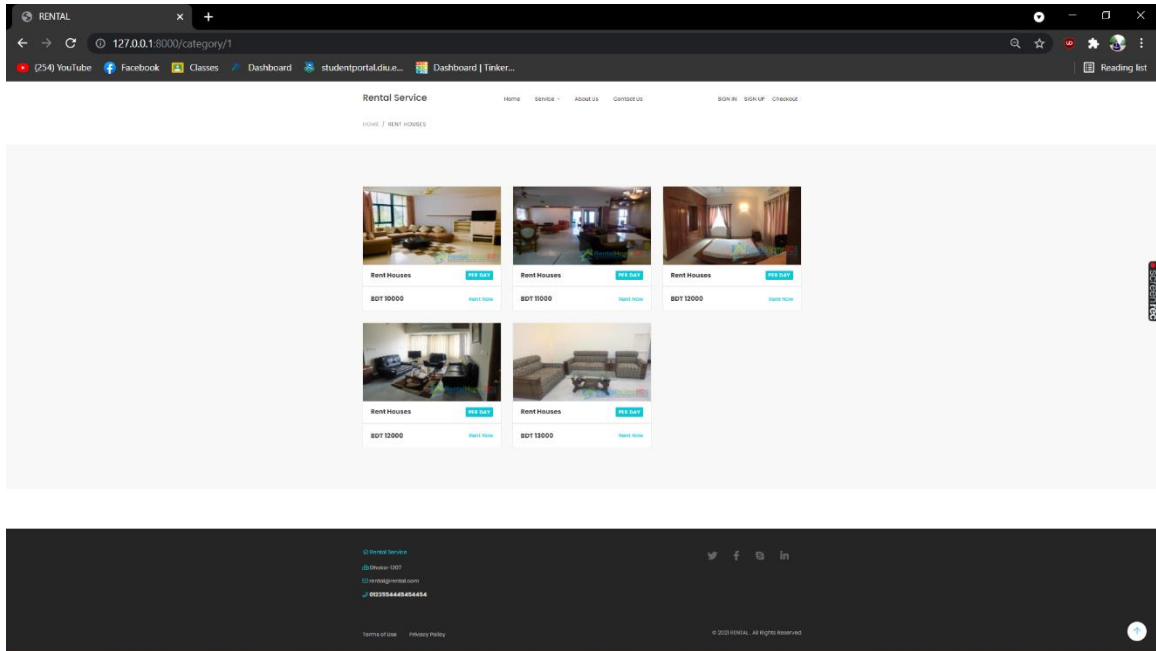 RENTAL
127.0.0.1:8000/category/1
(254) YouTube Facebook Classes Dashboard studentportal.diu.e... Dashboard | Tinker... Reading list
Rental Service Home Service About Us Contact Us SIGN IN SIGN UP Checkout
HOME / RENT HOUSES
Rent Houses PER DAY Rent Houses PER DAY Rent Houses PER DAY
BDT 10000 Rent Now BDT 11000 Rent Now BDT 12000 Rent Now
Rent Houses PER DAY Rent Houses PER DAY
BDT 12000 Rent Now BDT 13000 Rent Now
Rental Service
Dhaka-1207
rental@rental.com
Terms of Use Privacy Policy © 2021 RENTAL . All Rights Reserved
screenrec